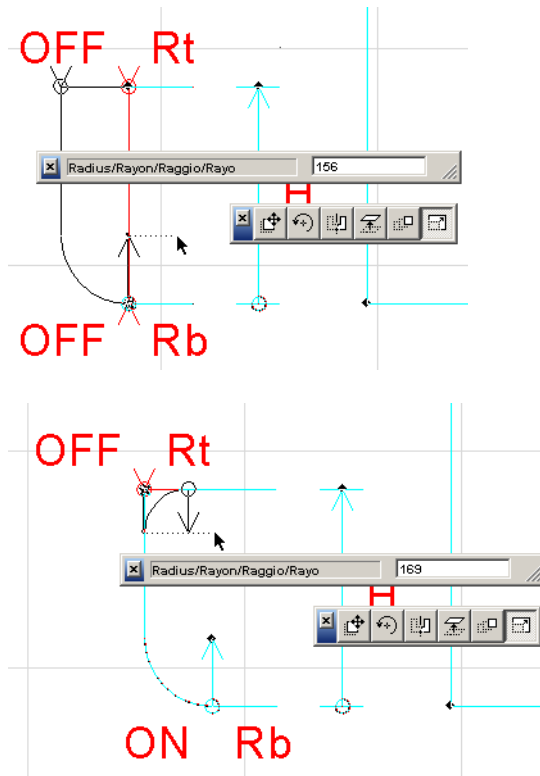 OFF Rt
Radius/Rayon/Raggio/Rayo 156
H
OFF Rb
OFF Rt
Radius/Rayon/Raggio/Rayo 169
H
ON Rb